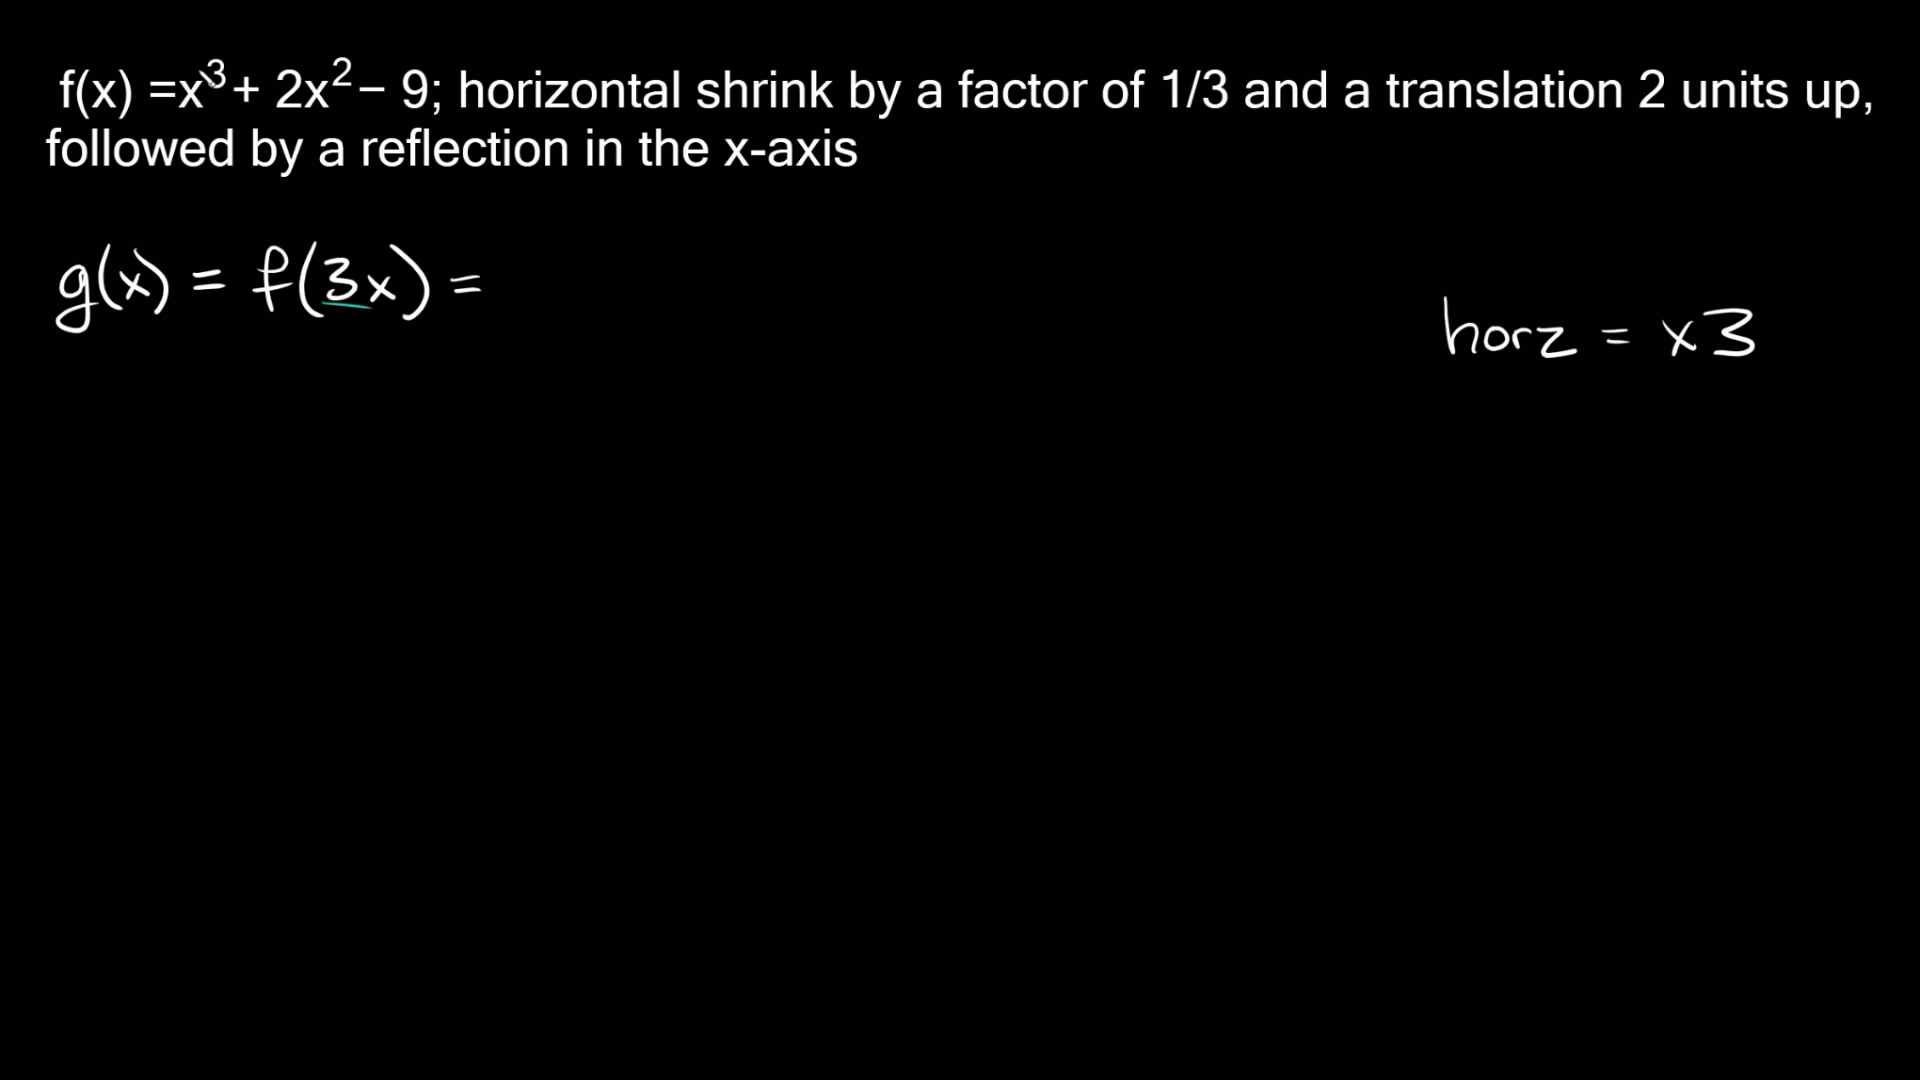 f(x) =x³+ 2x²− 9; horizontal shrink by a factor of 1/3 and a translation 2 units up,
followed by a reflection in the x-axis
g(x) = f(3x) =
horz = x3